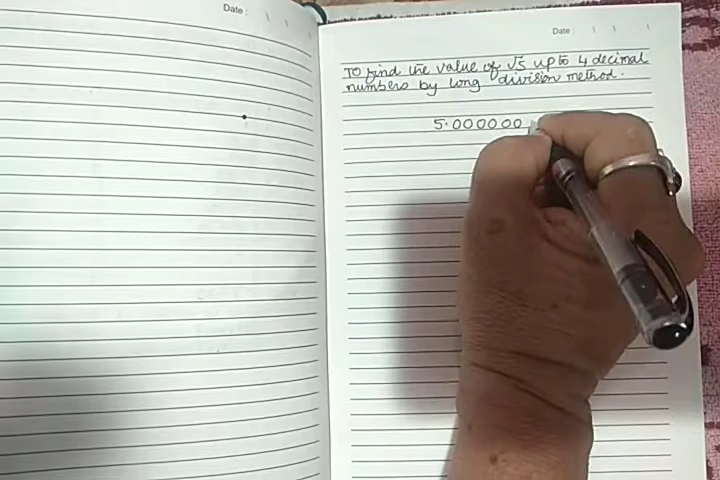 Date :
Date :
To find the value of √5 upto 4 decimal
numbers by long division method.
5.000000